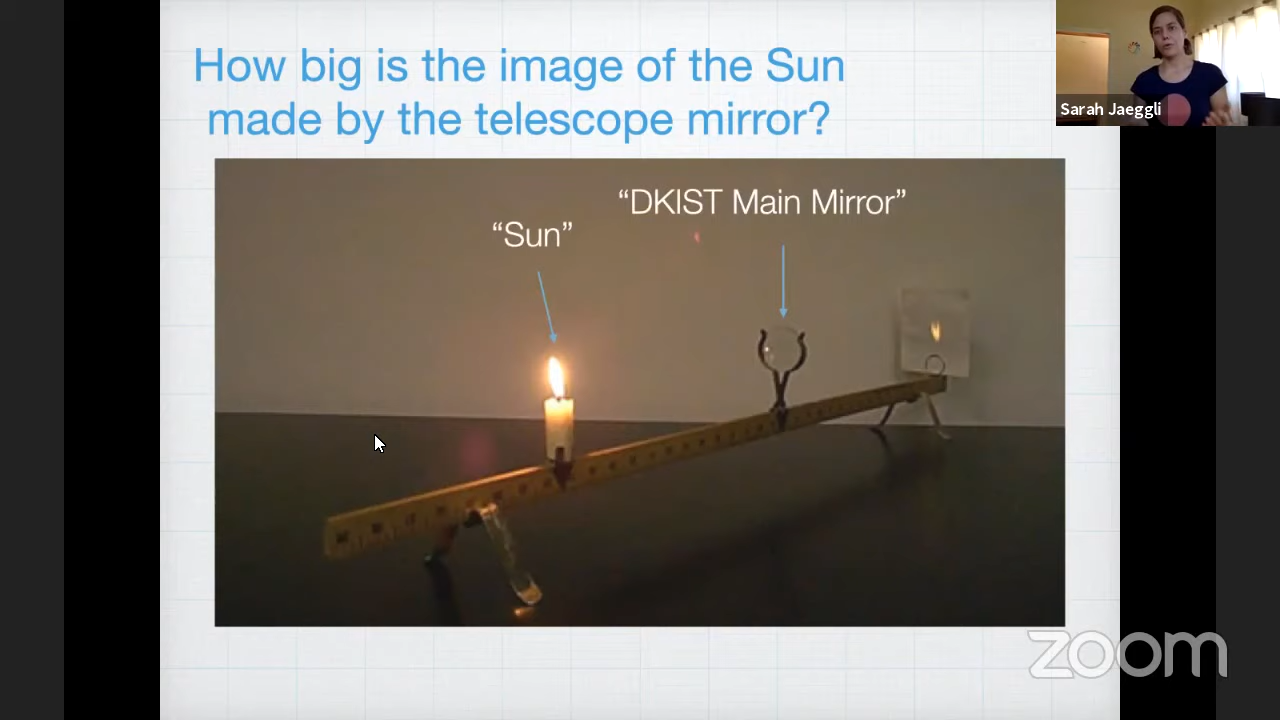 How big is the image of the Sun
made by the telescope mirror?
“DKIST Main Mirror”
“Sun”
Sarah Jaeggli
zoom